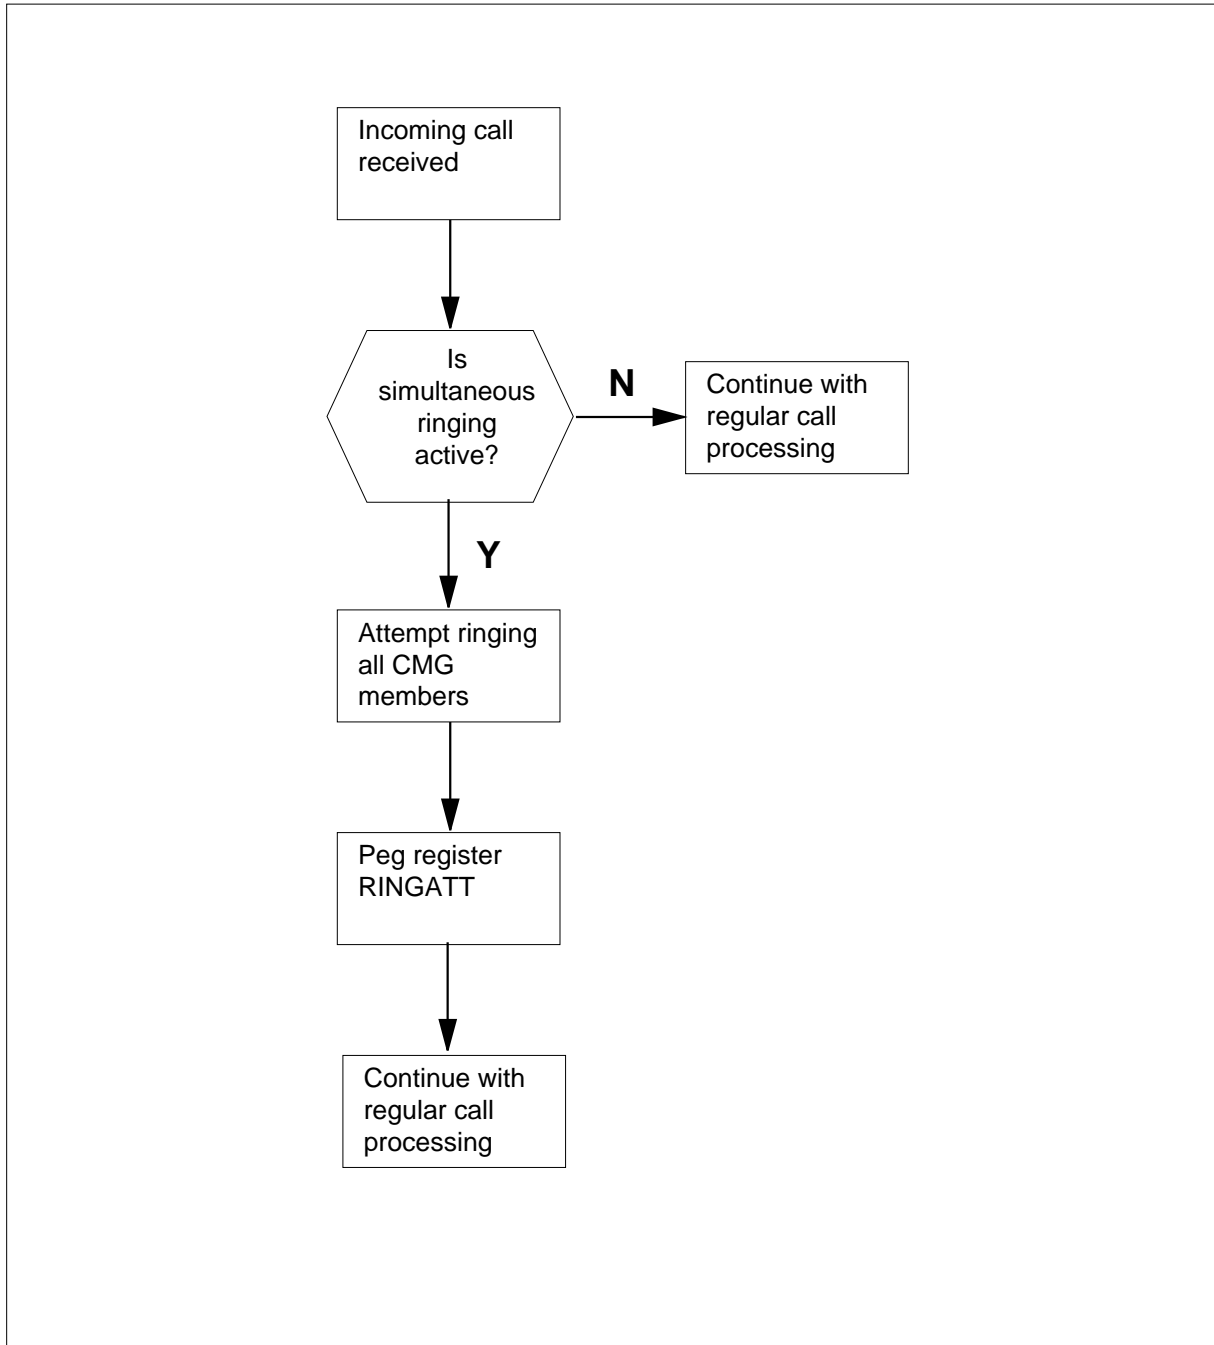 Incoming call
received
Is
simultaneous
ringing
active?
N
Continue with
regular call
processing
Y
Attempt ringing
all CMG
members
Peg register
RINGATT
Continue with
regular call
processing